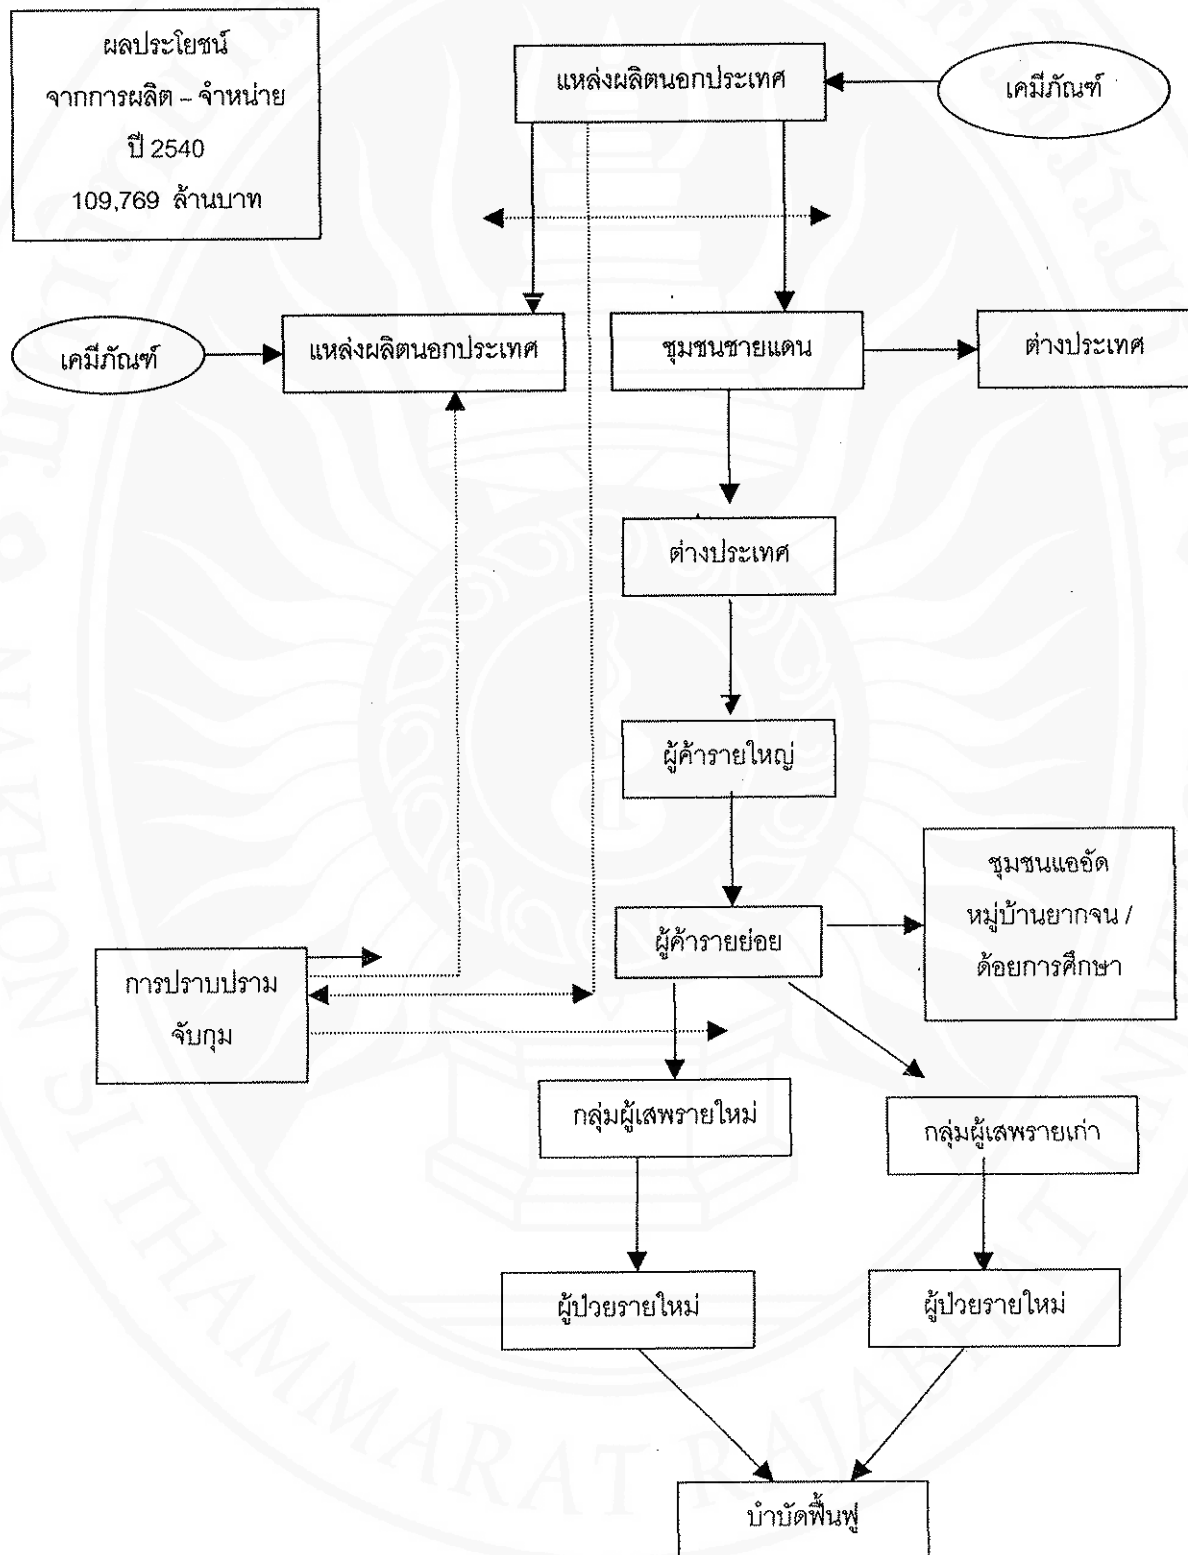 ผลประโยชน์
จากการผลิต – จำหน่าย
ปี 2540
109,769 ล้านบาท
แหล่งผลิตนอกประเทศ
เคมีภัณฑ์
เคมีภัณฑ์
แหล่งผลิตนอกประเทศ
ชุมชนชายแดน
ต่างประเทศ
ต่างประเทศ
ผู้ค้ารายใหญ่
ผู้ค้ารายย่อย
ชุมชนแออัด
หมู่บ้านยากจน /
ด้อยการศึกษา
การปราบปราม
จับกุม
กลุ่มผู้เสพรายใหม่
กลุ่มผู้เสพรายเก่า
ผู้ป่วยรายใหม่
ผู้ป่วยรายใหม่
บำบัดฟื้นฟู
NAKHON SI THAMMARAT RAJABHAT